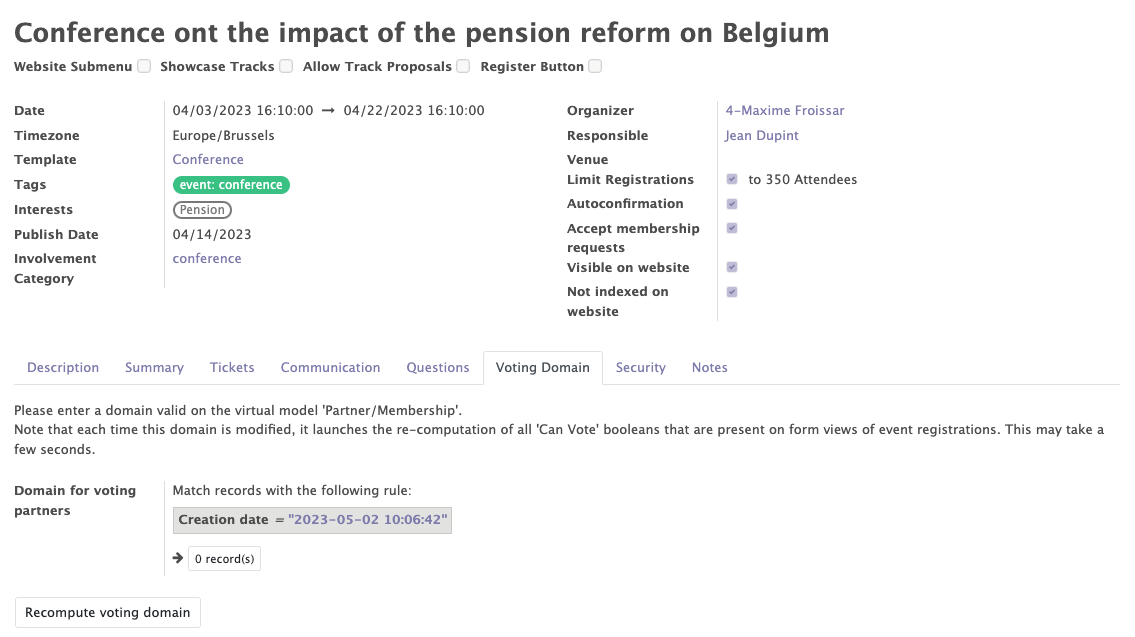 Conference ont the impact of the pension reform on Belgium
Website Submenu Showcase Tracks Allow Track Proposals Register Button
Date 04/03/2023 16:10:00 → 04/22/2023 16:10:00
Timezone Europe/Brussels
Template Conference
Tags event: conference
Interests Pension
Publish Date 04/14/2023
Involvement conference
Category
Organizer 4-Maxime Froissar
Responsible Jean Dupint
Venue
Limit Registrations to 350 Attendees
Autoconfirmation
Accept membership
requests
Visible on website
Not indexed on
website
Description Summary Tickets Communication Questions Voting Domain Security Notes
Please enter a domain valid on the virtual model 'Partner/Membership'.
Note that each time this domain is modified, it launches the re-computation of all 'Can Vote' booleans that are present on form views of event registrations. This may take a
few seconds.
Domain for voting Match records with the following rule:
partners
Creation date = "2023-05-02 10:06:42"
→ 0 record(s)
Recompute voting domain